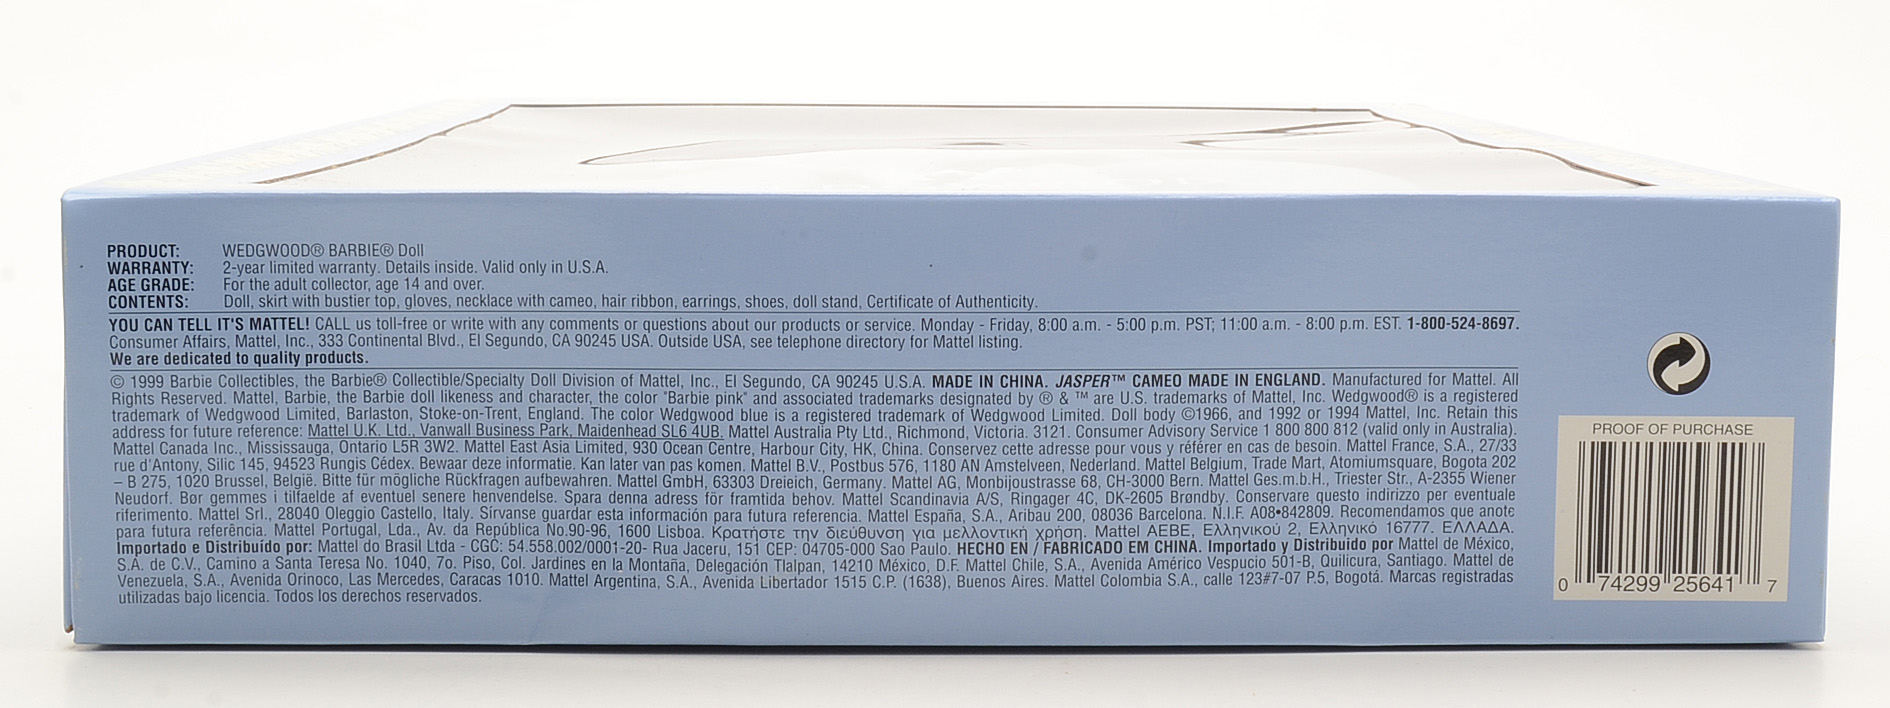 PRODUCT: WEDGWOOD® BARBIE® Doll
WARRANTY: 2-year limited warranty. Details inside. Valid only in U.S.A.
AGE GRADE: For the adult collector, age 14 and over.
CONTENTS: Doll, skirt with bustier top, gloves, necklace with cameo, hair ribbon, earrings, shoes, doll stand, Certificate of Authenticity.
YOU CAN TELL IT'S MATTEL! CALL us toll-free or write with any comments or questions about our products or service. Monday - Friday, 8:00 a.m. - 5:00 p.m. PST; 11:00 a.m. - 8:00 p.m. EST. 1-800-524-8697.
Consumer Affairs, Mattel, Inc., 333 Continental Blvd., El Segundo, CA 90245 USA. Outside USA, see telephone directory for Mattel listing.
We are dedicated to quality products.
© 1999 Barbie Collectibles, the Barbie® Collectible/Specialty Doll Division of Mattel, Inc., El Segundo, CA 90245 U.S.A. MADE IN CHINA. JASPER™ CAMEO MADE IN ENGLAND. Manufactured for Mattel. All
Rights Reserved. Mattel, Barbie, the Barbie doll likeness and character, the color "Barbie pink" and associated trademarks designated by ® & ™ are U.S. trademarks of Mattel, Inc. Wedgwood® is a registered
trademark of Wedgwood Limited, Barlaston, Stoke-on-Trent, England. The color Wedgwood blue is a registered trademark of Wedgwood Limited. Doll body ©1966, and 1992 or 1994 Mattel, Inc. Retain this
address for future reference: Mattel U.K. Ltd., Vanwall Business Park, Maidenhead SL6 4UB. Mattel Australia Pty Ltd., Richmond, Victoria. 3121. Consumer Advisory Service 1 800 800 812 (valid only in Australia).
Mattel Canada Inc., Mississauga, Ontario L5R 3W2. Mattel East Asia Limited, 930 Ocean Centre, Harbour City, HK, China. Conservez cette adresse pour vous y référer en cas de besoin. Mattel France, S.A., 27/33
rue d'Antony, Silic 145, 94523 Rungis Cédex. Bewaar deze informatie. Kan later van pas komen. Mattel B.V., Postbus 576, 1180 AN Amstelveen, Nederland. Mattel Belgium, Trade Mart, Atomiumsquare, Bogota 202
– B 275, 1020 Brussel, België. Bitte für mögliche Rückfragen aufbewahren. Mattel GmbH, 63303 Dreieich, Germany. Mattel AG, Monbijoustrasse 68, CH-3000 Bern. Mattel Ges.m.b.H., Triester Str., A-2355 Wiener
Neudorf. Bør gemmes i tilfaelde af eventuel senere henvendelse. Spara denna adress för framtida behov. Mattel Scandinavia A/S, Ringager 4C, DK-2605 Brøndby. Conservare questo indirizzo per eventuale
riferimento. Mattel Srl., 28040 Oleggio Castello, Italy. Sírvanse guardar esta información para futura referencia. Mattel España, S.A., Aribau 200, 08036 Barcelona. N.I.F. A08•842809. Recomendamos que anote
para futura referência. Mattel Portugal, Lda., Av. da República No.90-96, 1600 Lisboa. Κρατήστε την διεύθυνση για μελλοντική χρήση. Mattel AEBE, Ελληνικού 2, Ελληνικό 16777. ΕΛΛΑΔΑ.
Importado e Distribuído por: Mattel do Brasil Ltda - CGC: 54.558.002/0001-20- Rua Jaceru, 151 CEP: 04705-000 Sao Paulo. HECHO EN / FABRICADO EM CHINA. Importado y Distribuido por Mattel de México,
S.A. de C.V., Camino a Santa Teresa No. 1040, 7o. Piso, Col. Jardines en la Montaña, Delegación Tlalpan, 14210 México, D.F. Mattel Chile, S.A., Avenida Américo Vespucio 501-B, Quilicura, Santiago. Mattel de
Venezuela, S.A., Avenida Orinoco, Las Mercedes, Caracas 1010. Mattel Argentina, S.A., Avenida Libertador 1515 C.P. (1638), Buenos Aires. Mattel Colombia S.A., calle 123#7-07 P.5, Bogotá. Marcas registradas
utilizadas bajo licencia. Todos los derechos reservados.
PROOF OF PURCHASE
0 74299 25641 7